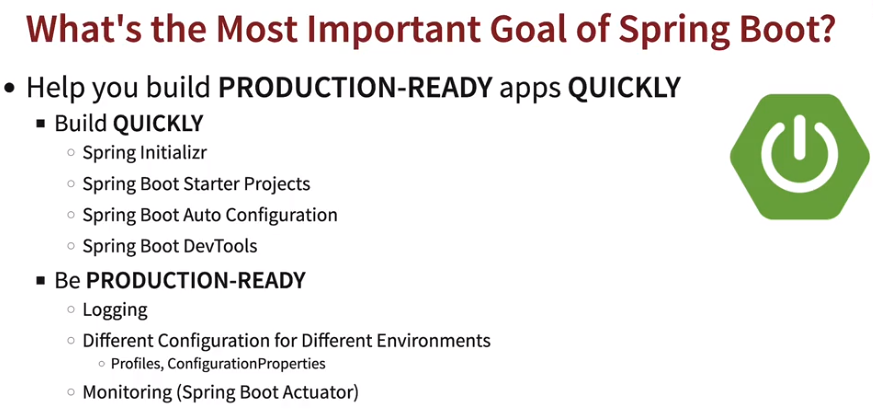 What's the Most Important Goal of Spring Boot?
• Help you build PRODUCTION-READY apps QUICKLY
▪ Build QUICKLY
○ Spring Initializr
○ Spring Boot Starter Projects
○ Spring Boot Auto Configuration
○ Spring Boot DevTools
▪ Be PRODUCTION-READY
○ Logging
○ Different Configuration for Different Environments
○ Profiles, ConfigurationProperties
○ Monitoring (Spring Boot Actuator)